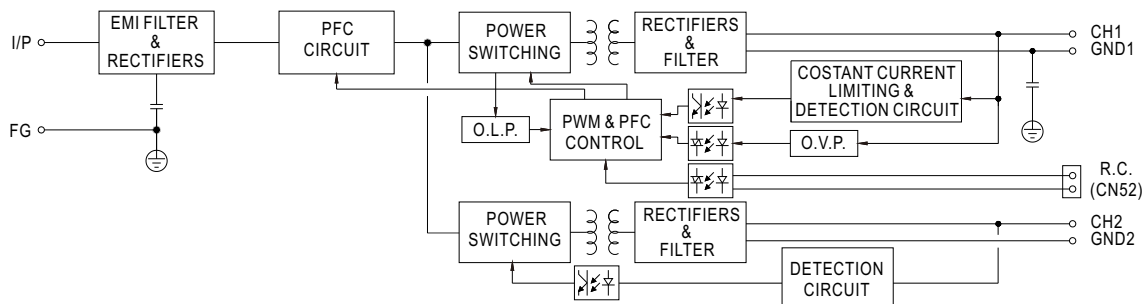 I/P
EMI FILTER
&
RECTIFIERS
PFC
CIRCUIT
POWER
SWITCHING
RECTIFIERS
&
FILTER
CH1
GND1
COSTANT CURRENT
LIMITING &
DETECTION CIRCUIT
FG
O.L.P.
PWM & PFC
CONTROL
O.V.P.
R.C.
(CN52)
POWER
SWITCHING
RECTIFIERS
&
FILTER
CH2
GND2
DETECTION
CIRCUIT